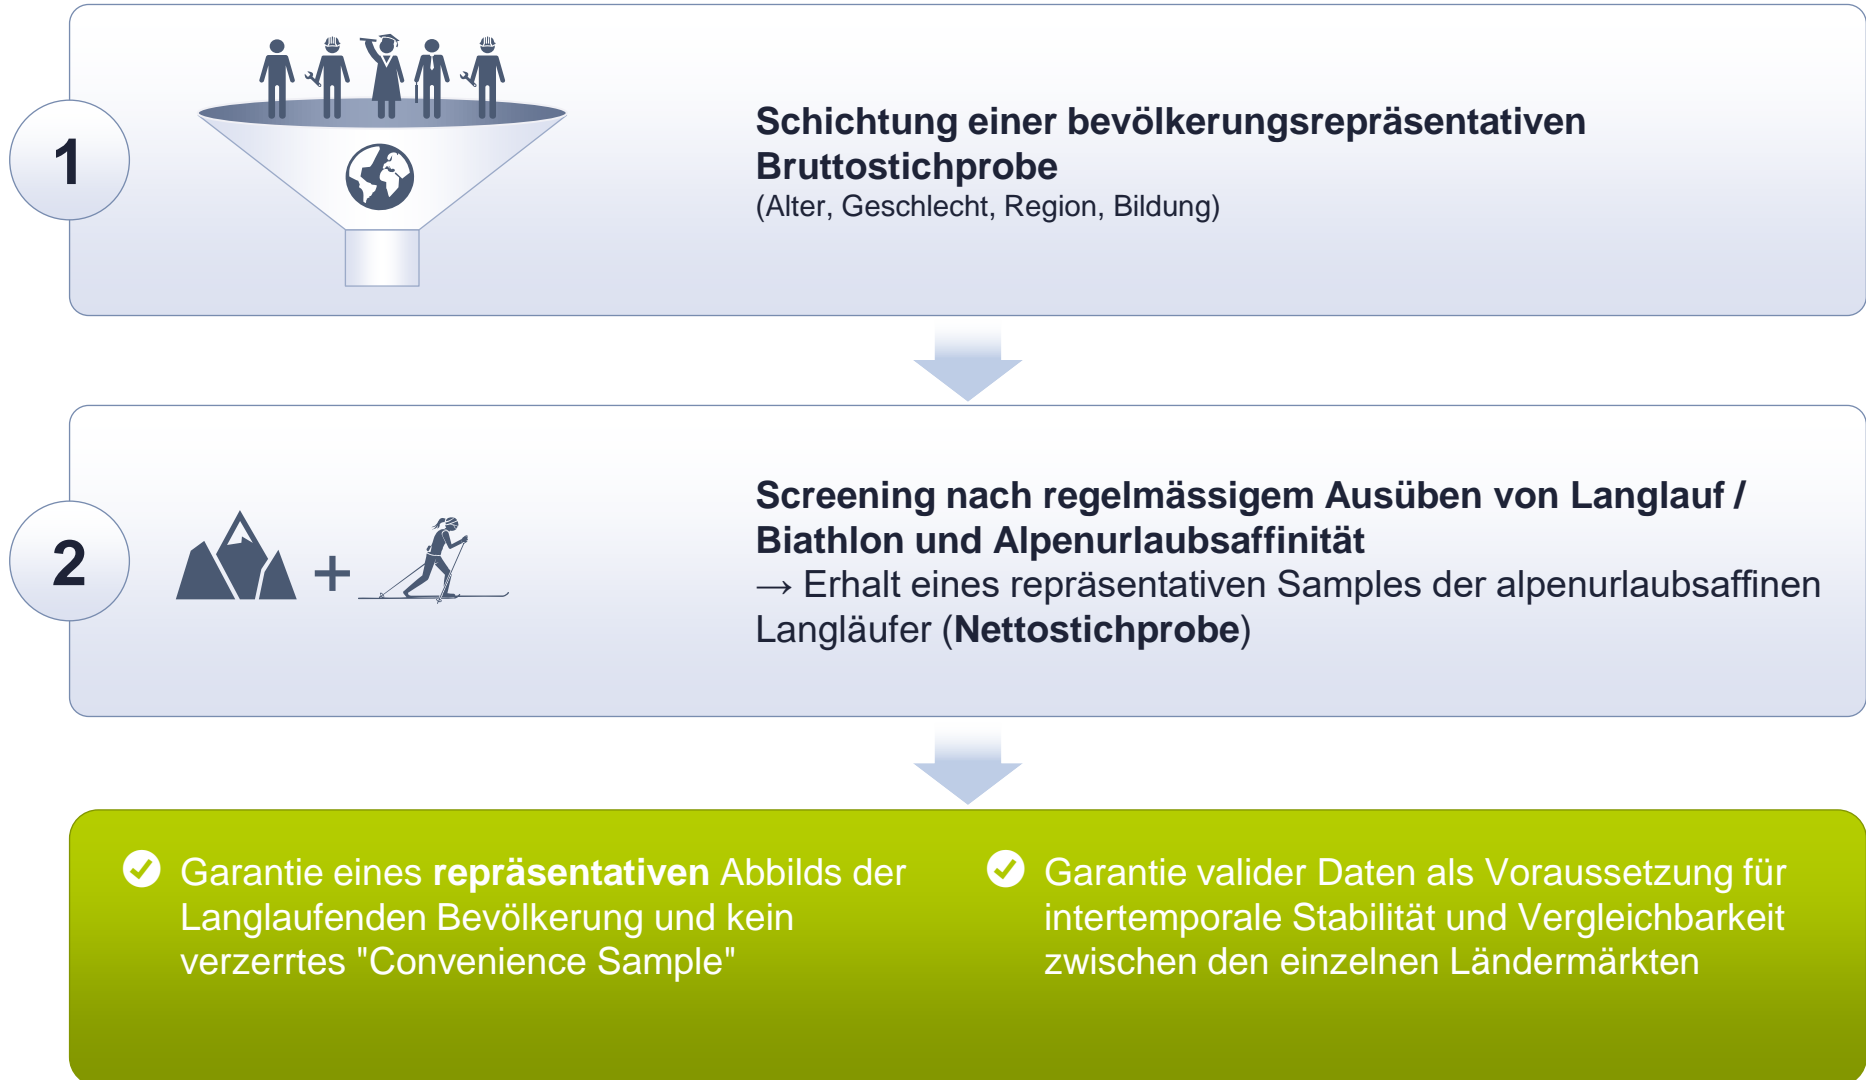 1
Schichtung einer bevölkerungsrepräsentativen
Bruttostichprobe
(Alter, Geschlecht, Region, Bildung)
2
Screening nach regelmässigem Ausüben von Langlauf /
Biathlon und Alpenurlaubsaffinität
→ Erhalt eines repräsentativen Samples der alpenurlaubsaffinen
Langläufer (Nettostichprobe)
Garantie eines repräsentativen Abbilds der
Langlaufenden Bevölkerung und kein
verzerrtes "Convenience Sample"
Garantie valider Daten als Voraussetzung für
intertemporale Stabilität und Vergleichbarkeit
zwischen den einzelnen Ländermärkten